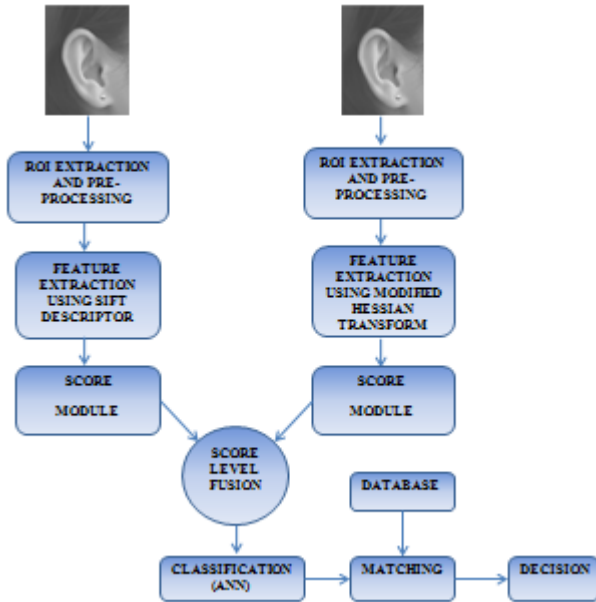 ROI EXTRACTION
AND PRE-
PROCESSING
ROI EXTRACTION
AND PRE-
PROCESSING
FEATURE
EXTRACTION
USING SIFT
DESCRIPTOR
FEATURE
EXTRACTION
USING MODIFIED
HESSIAN
TRANSFORM
SCORE
MODULE
SCORE
MODULE
SCORE
LEVEL
FUSION
DATABASE
CLASSIFICATION
(ANN)
MATCHING
DECISION